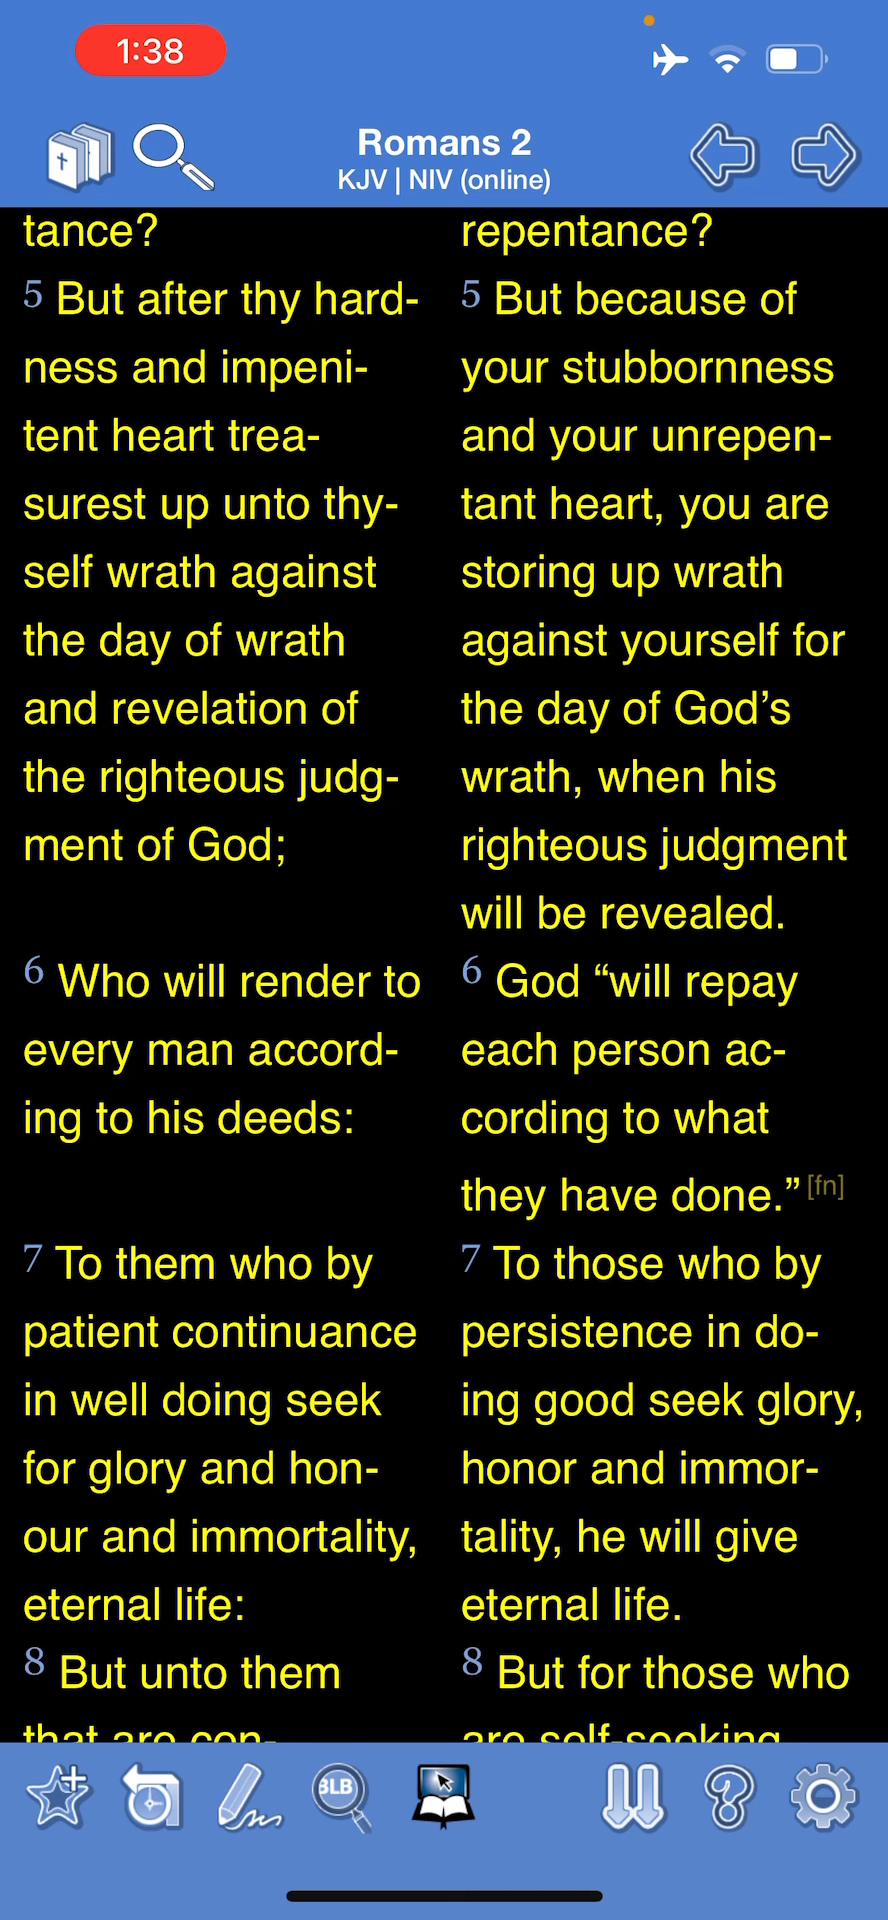 1:38
Romans 2
KJV | NIV (online)
tance?
5 But after thy hard-
ness and impeni-
tent heart trea-
surest up unto thy-
self wrath against
the day of wrath
and revelation of
the righteous judg-
ment of God;
6 Who will render to
every man accord-
ing to his deeds:
7 To them who by
patient continuance
in well doing seek
for glory and hon-
our and immortality,
eternal life:
8 But unto them
that are con-
repentance?
5 But because of
your stubbornness
and your unrepen-
tant heart, you are
storing up wrath
against yourself for
the day of God’s
wrath, when his
righteous judgment
will be revealed.
6 God “will repay
each person ac-
cording to what
they have done.” [fn]
7 To those who by
persistence in do-
ing good seek glory,
honor and immor-
tality, he will give
eternal life.
8 But for those who
are self-seeking
BLB